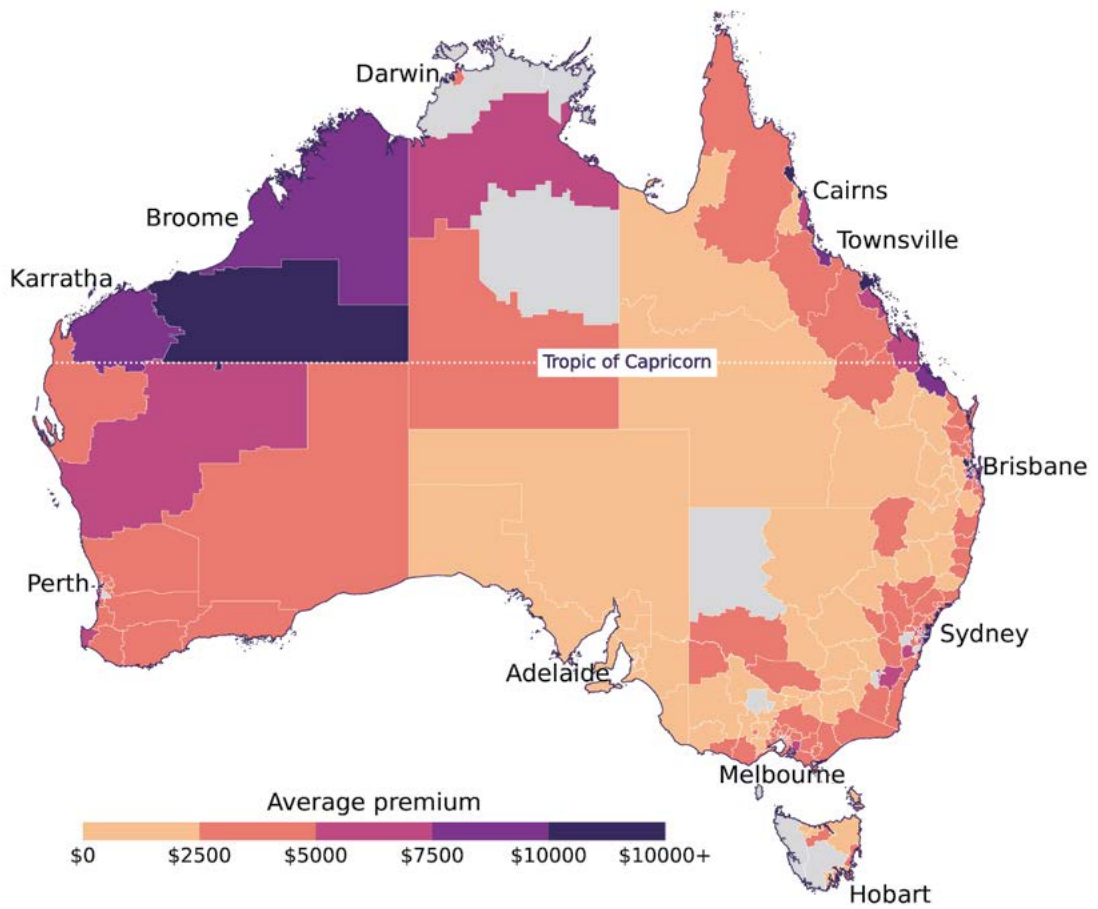 Darwin
Cairns
Broome
Townsville
Karratha
Tropic of Capricorn
Brisbane
Perth
Sydney
Adelaide
Melbourne
Average premium
$0 $2500 $5000 $7500 $10000 $10000+
Hobart